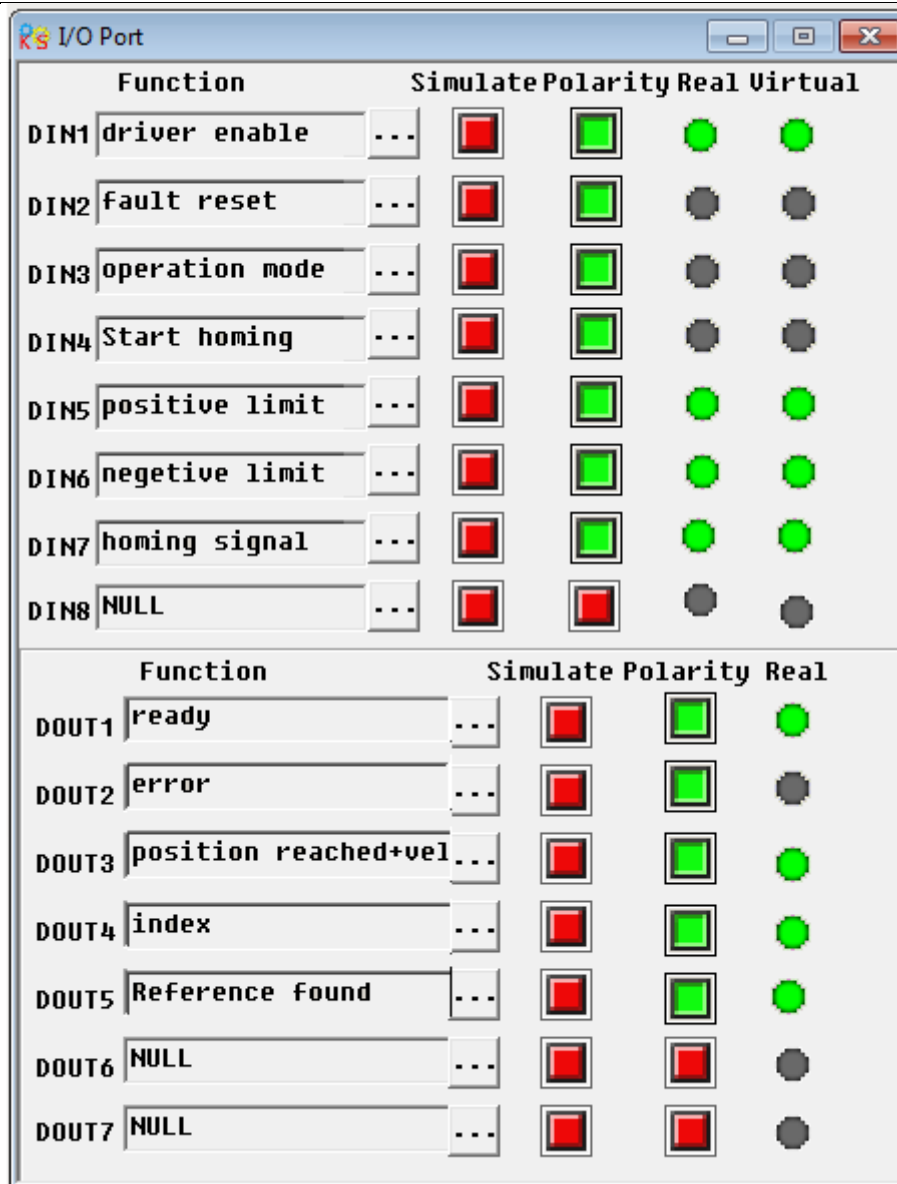 I/O Port
Function Simulate Polarity Real Virtual
DIN1 driver enable ...
DIN2 fault reset ...
DIN3 operation mode ...
DIN4 Start homing ...
DIN5 positive limit ...
DIN6 negetive limit ...
DIN7 homing signal ...
DIN8 NULL ...
Function Simulate Polarity Real
DOUT1 ready ...
DOUT2 error ...
DOUT3 position reached+vel ...
DOUT4 index ...
DOUT5 Reference found ...
DOUT6 NULL ...
DOUT7 NULL ...